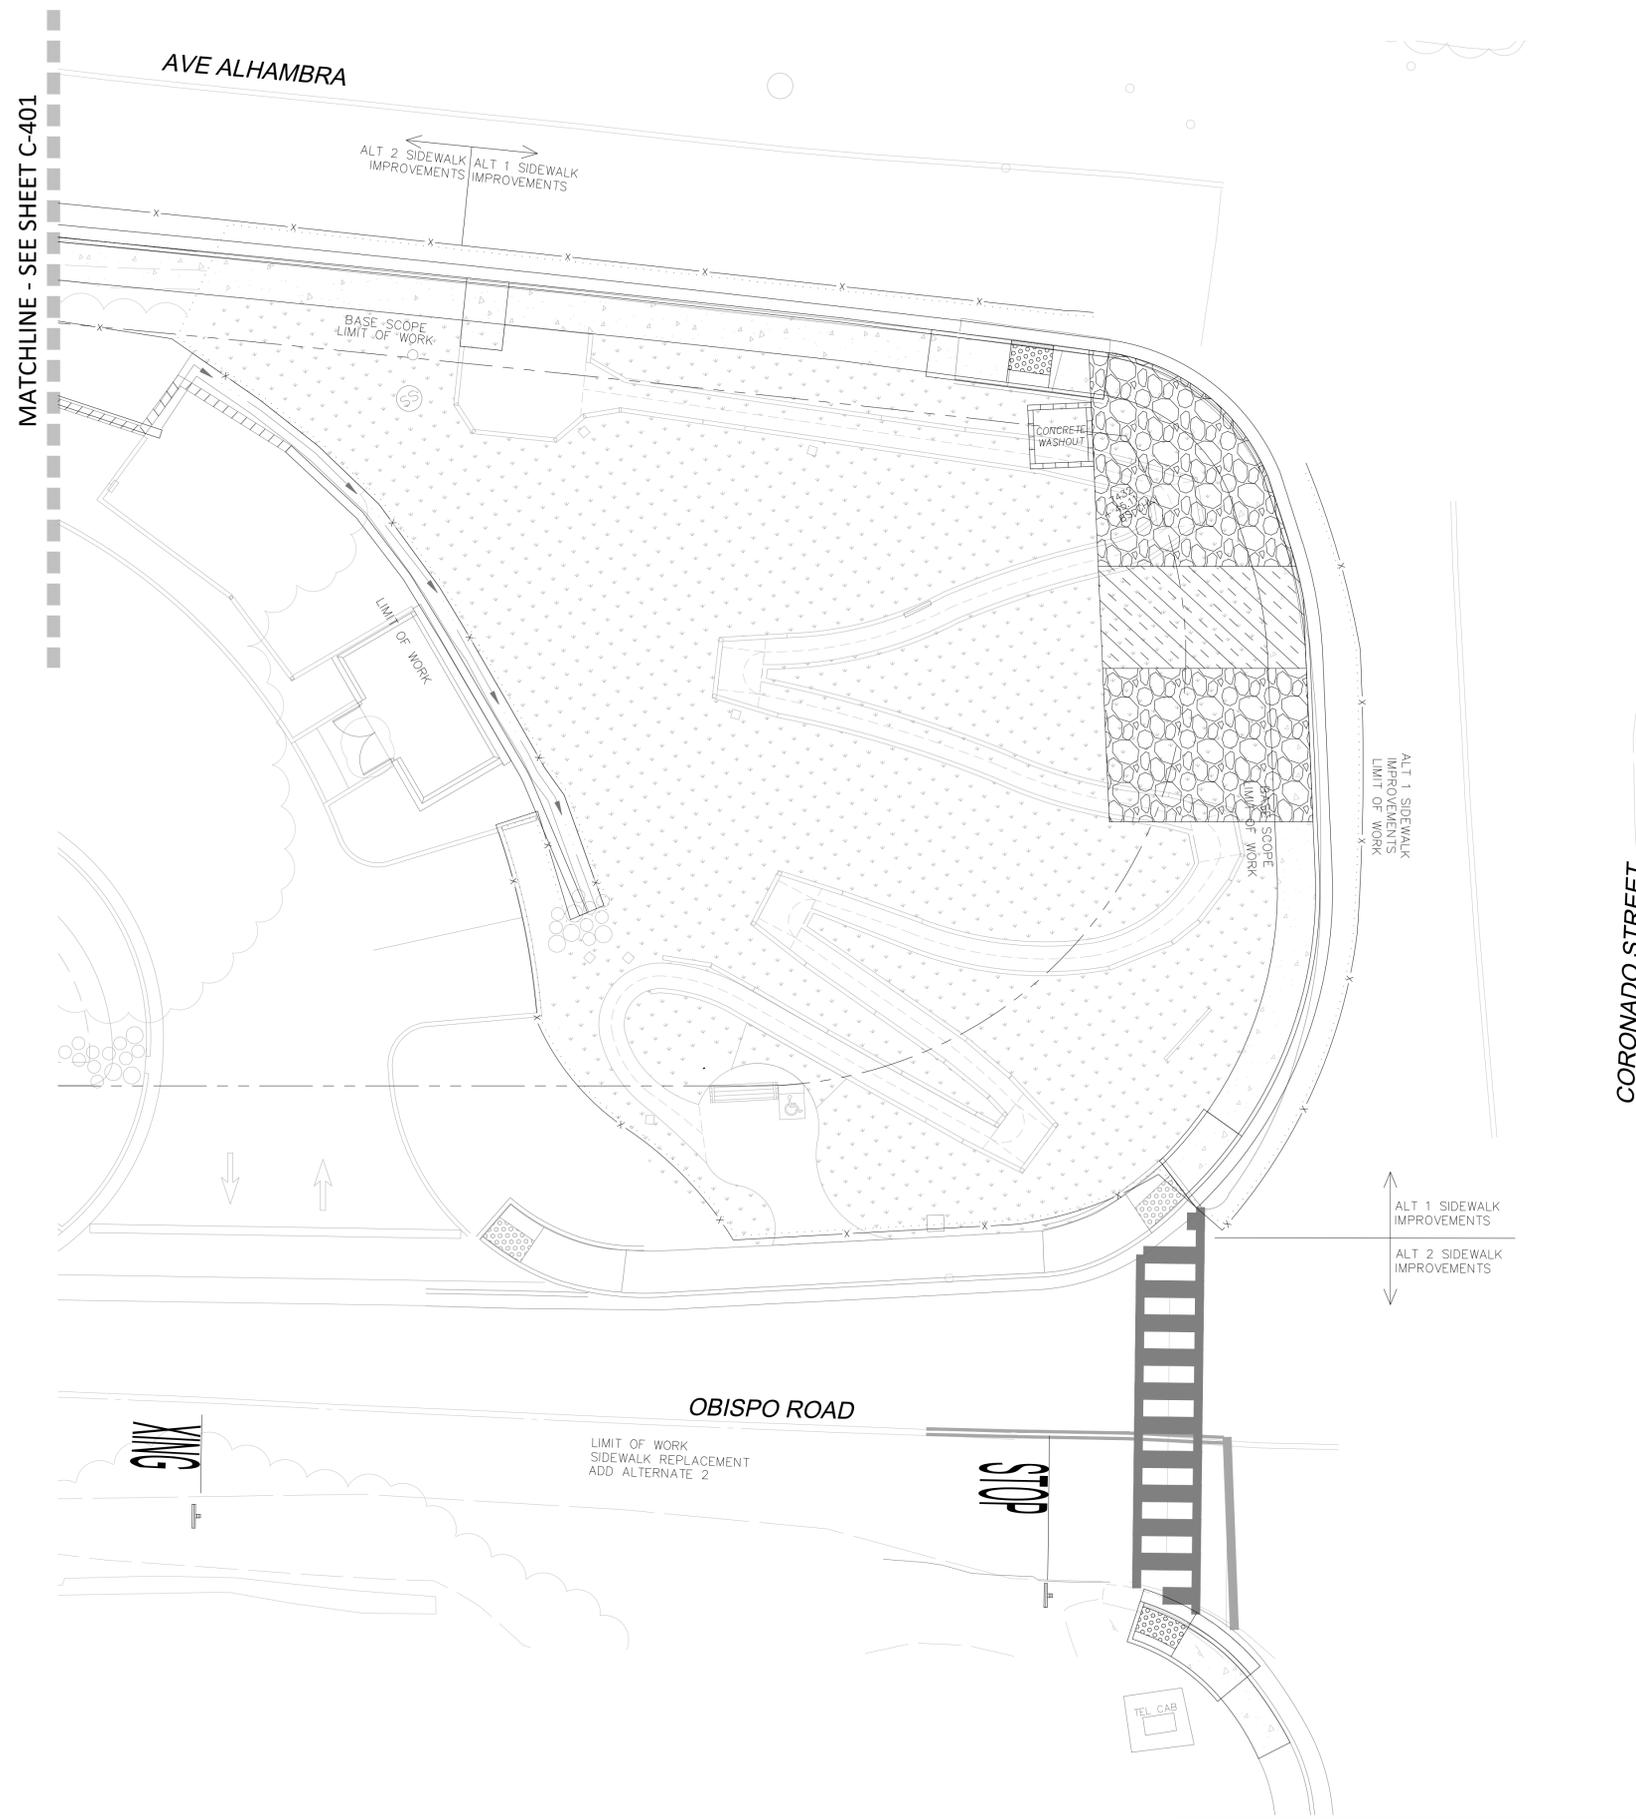 AVE ALHAMBRA
MATCHLINE - SEE SHEET C-401
ALT 2 SIDEWALK
IMPROVEMENTS
ALT 1 SIDEWALK
IMPROVEMENTS
BASE SCOPE
LIMIT OF WORK
SS
CONCRETE
WASHOUT
LIMIT OF WORK
ALT 1 SIDEWALK
IMPROVEMENTS
LIMIT OF WORK
BASE SCOPE
LIMIT OF WORK
CORONADO STREET
ALT 1 SIDEWALK
IMPROVEMENTS
ALT 2 SIDEWALK
IMPROVEMENTS
OBISPO ROAD
XING
LIMIT OF WORK
SIDEWALK REPLACEMENT
ADD ALTERNATE 2
STOP
TEL CAB